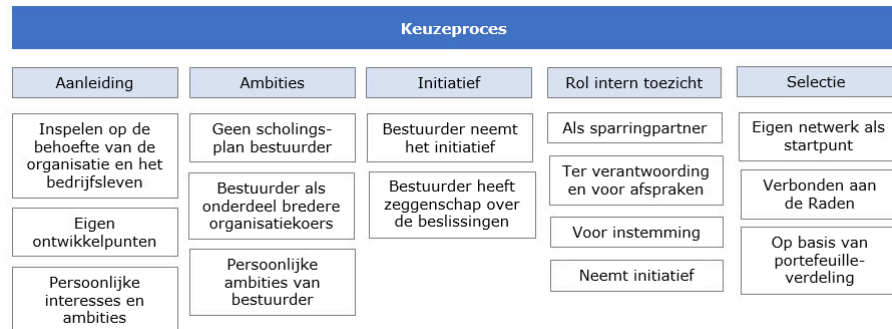 Keuzeproces
Aanleiding
Inspelen op de
behoefte van de
organisatie en het
bedrijfsleven
Eigen
ontwikkelpunten
Persoonlijke
interesses en
ambities
Ambities
Geen scholings-
plan bestuurder
Bestuurder als
onderdeel bredere
organisatiekoers
Persoonlijke
ambities van
bestuurder
Initiatief
Bestuurder neemt
het initiatief
Bestuurder heeft
zeggenschap over
de beslissingen
Rol intern toezicht
Als sparringpartner
Ter verantwoording
en voor afspraken
Voor instemming
Neemt initiatief
Selectie
Eigen netwerk als
startpunt
Verbonden aan
de Raden
Op basis van
portefeuille-
verdeling